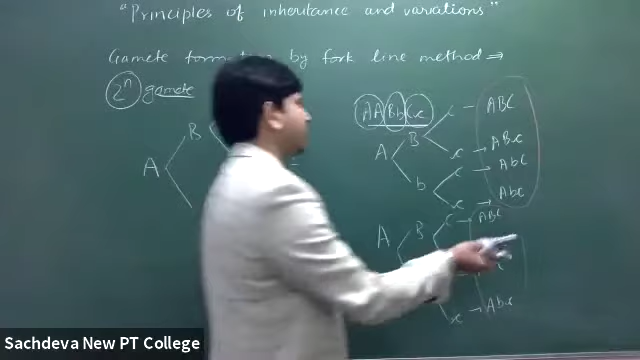 "Principles of inheritance and variations"
Gamete by fork line method ⇒
2ⁿ gamete
AABbCc
A B C - ABC
c → ABc
b C → AbC
c → Abc
A B
A B C → ABC
c → Abc
Sachdeva New PT College